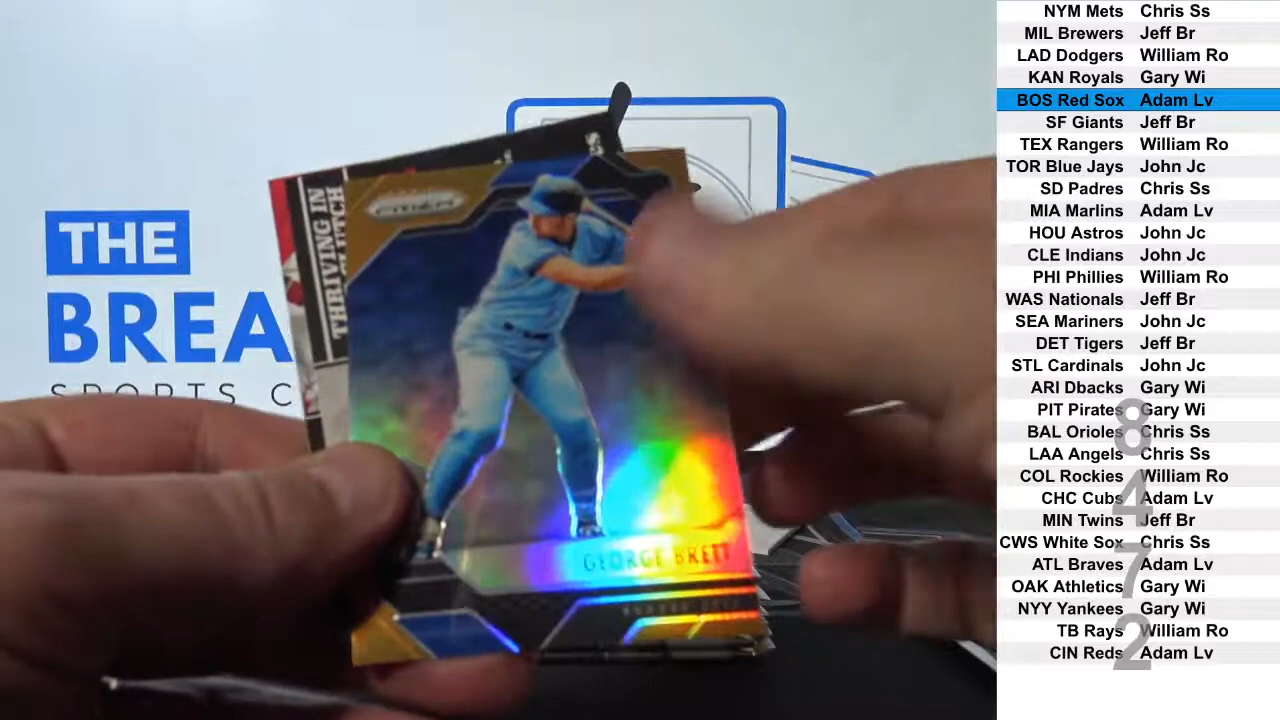 THE
BREA
SPORTS C
THRIVING IN
CLUTCH
PRIZM
GEORGE BRETT
KANSAS CITY
NYM Mets Chris Ss
MIL Brewers Jeff Br
LAD Dodgers William Ro
KAN Royals Gary Wi
BOS Red Sox Adam Lv
SF Giants Jeff Br
TEX Rangers William Ro
TOR Blue Jays John Jc
SD Padres Chris Ss
MIA Marlins Adam Lv
HOU Astros John Jc
CLE Indians John Jc
PHI Phillies William Ro
WAS Nationals Jeff Br
SEA Mariners John Jc
DET Tigers Jeff Br
STL Cardinals John Jc
ARI Dbacks Gary Wi
PIT Pirates Gary Wi
BAL Orioles Chris Ss
LAA Angels Chris Ss
COL Rockies William Ro
CHC Cubs Adam Lv
MIN Twins Jeff Br
CWS White Sox Chris Ss
ATL Braves Adam Lv
OAK Athletics Gary Wi
NYY Yankees Gary Wi
TB Rays William Ro
CIN Reds Adam Lv
8
4
7
2